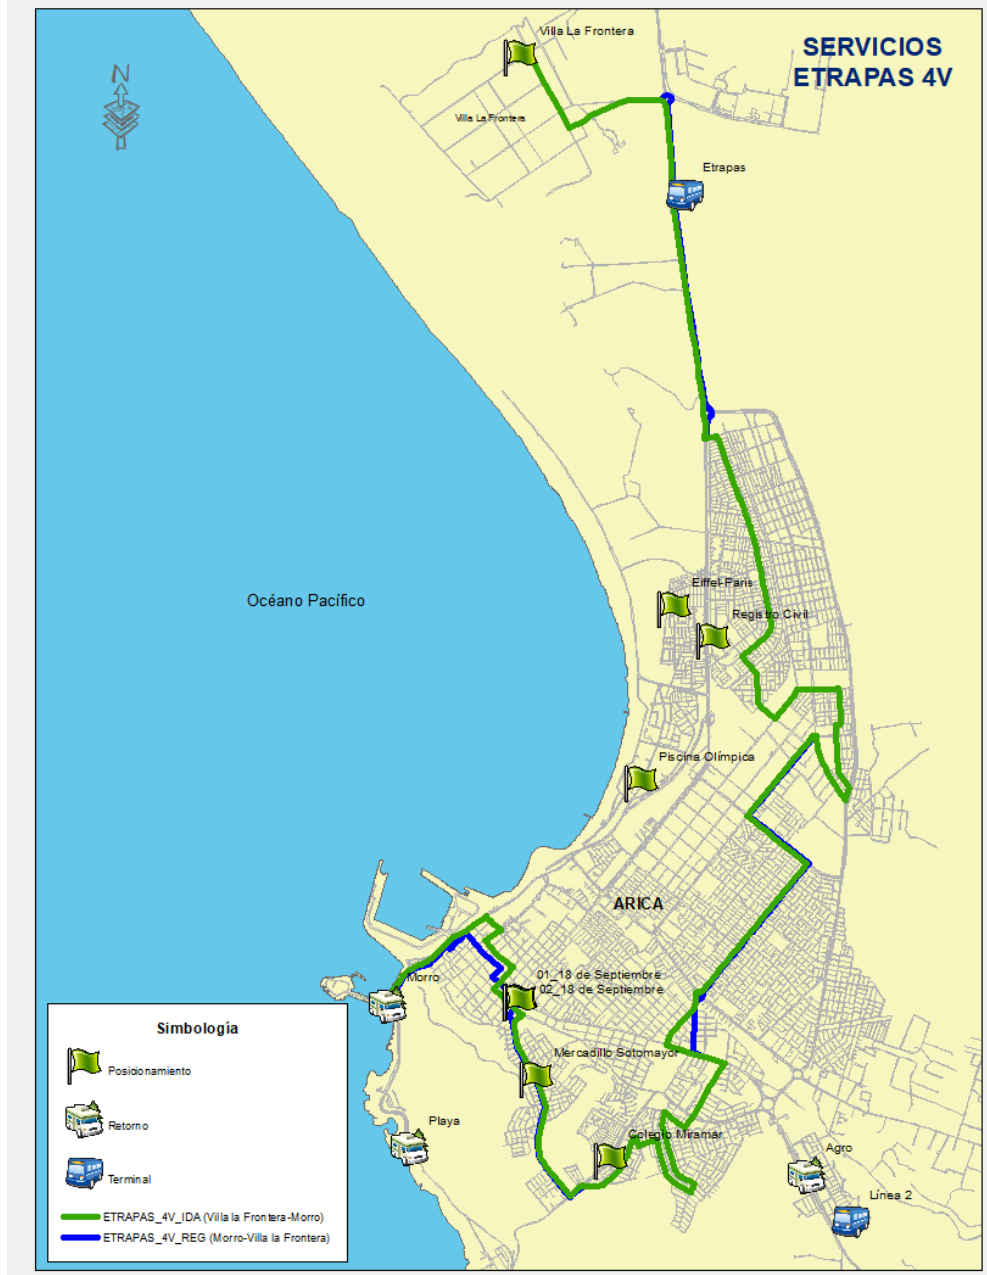 Villa La Frontera
SERVICIOS
ETRAPAS 4V
N
Villa La Frontera
Etrapas
Eiffel-Paris
Océano Pacífico
Registro Civil
Piscina Olímpica
ARICA
Morro
01_18 de Septiembre
02_18 de Septiembre
Mercadillo Sotomayor
Playa
Colegio Miramar
Agro
Línea 2
Simbología
Posicionamiento
Retorno
Terminal
ETRAPAS_4V_IDA (Villa la Frontera-Morro)
ETRAPAS_4V_REG (Morro-Villa la Frontera)